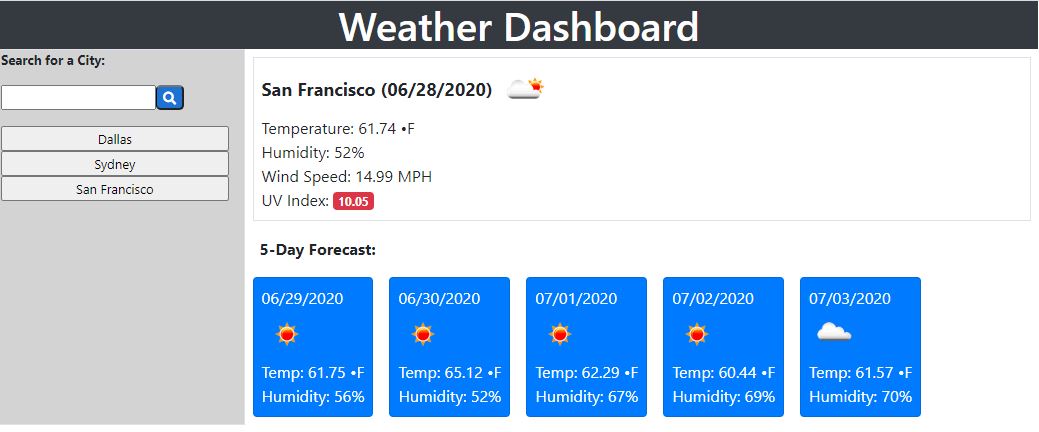 Weather Dashboard
Search for a City:
Dallas
Sydney
San Francisco
San Francisco (06/28/2020)
Temperature: 61.74 •F
Humidity: 52%
Wind Speed: 14.99 MPH
UV Index: 10.05
5-Day Forecast:
06/29/2020
Temp: 61.75 •F
Humidity: 56%
06/30/2020
Temp: 65.12 •F
Humidity: 52%
07/01/2020
Temp: 62.29 •F
Humidity: 67%
07/02/2020
Temp: 60.44 •F
Humidity: 69%
07/03/2020
Temp: 61.57 •F
Humidity: 70%